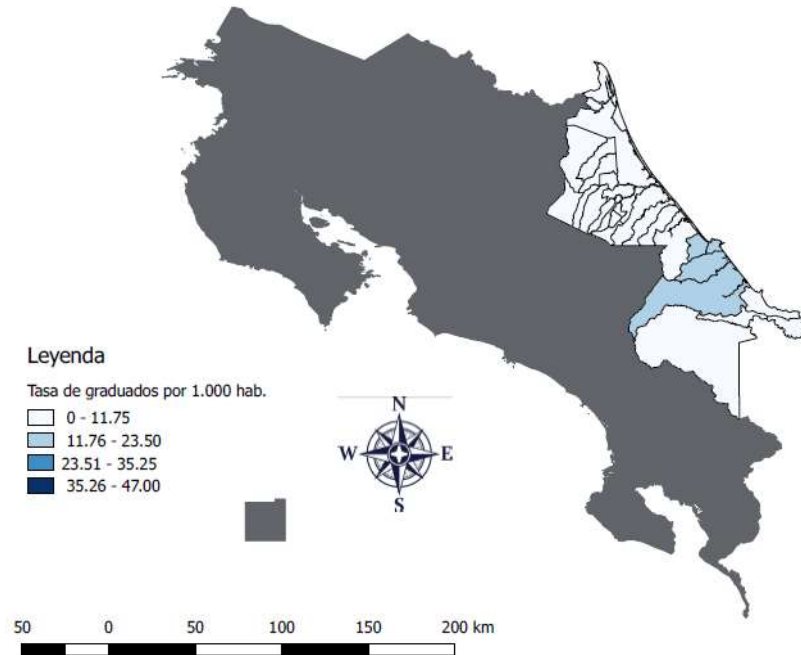 Leyenda
Tasa de graduados por 1.000 hab.
0 - 11.75
11.76 - 23.50
23.51 - 35.25
35.26 - 47.00
N
W E
S
50 0 50 100 150 200 km